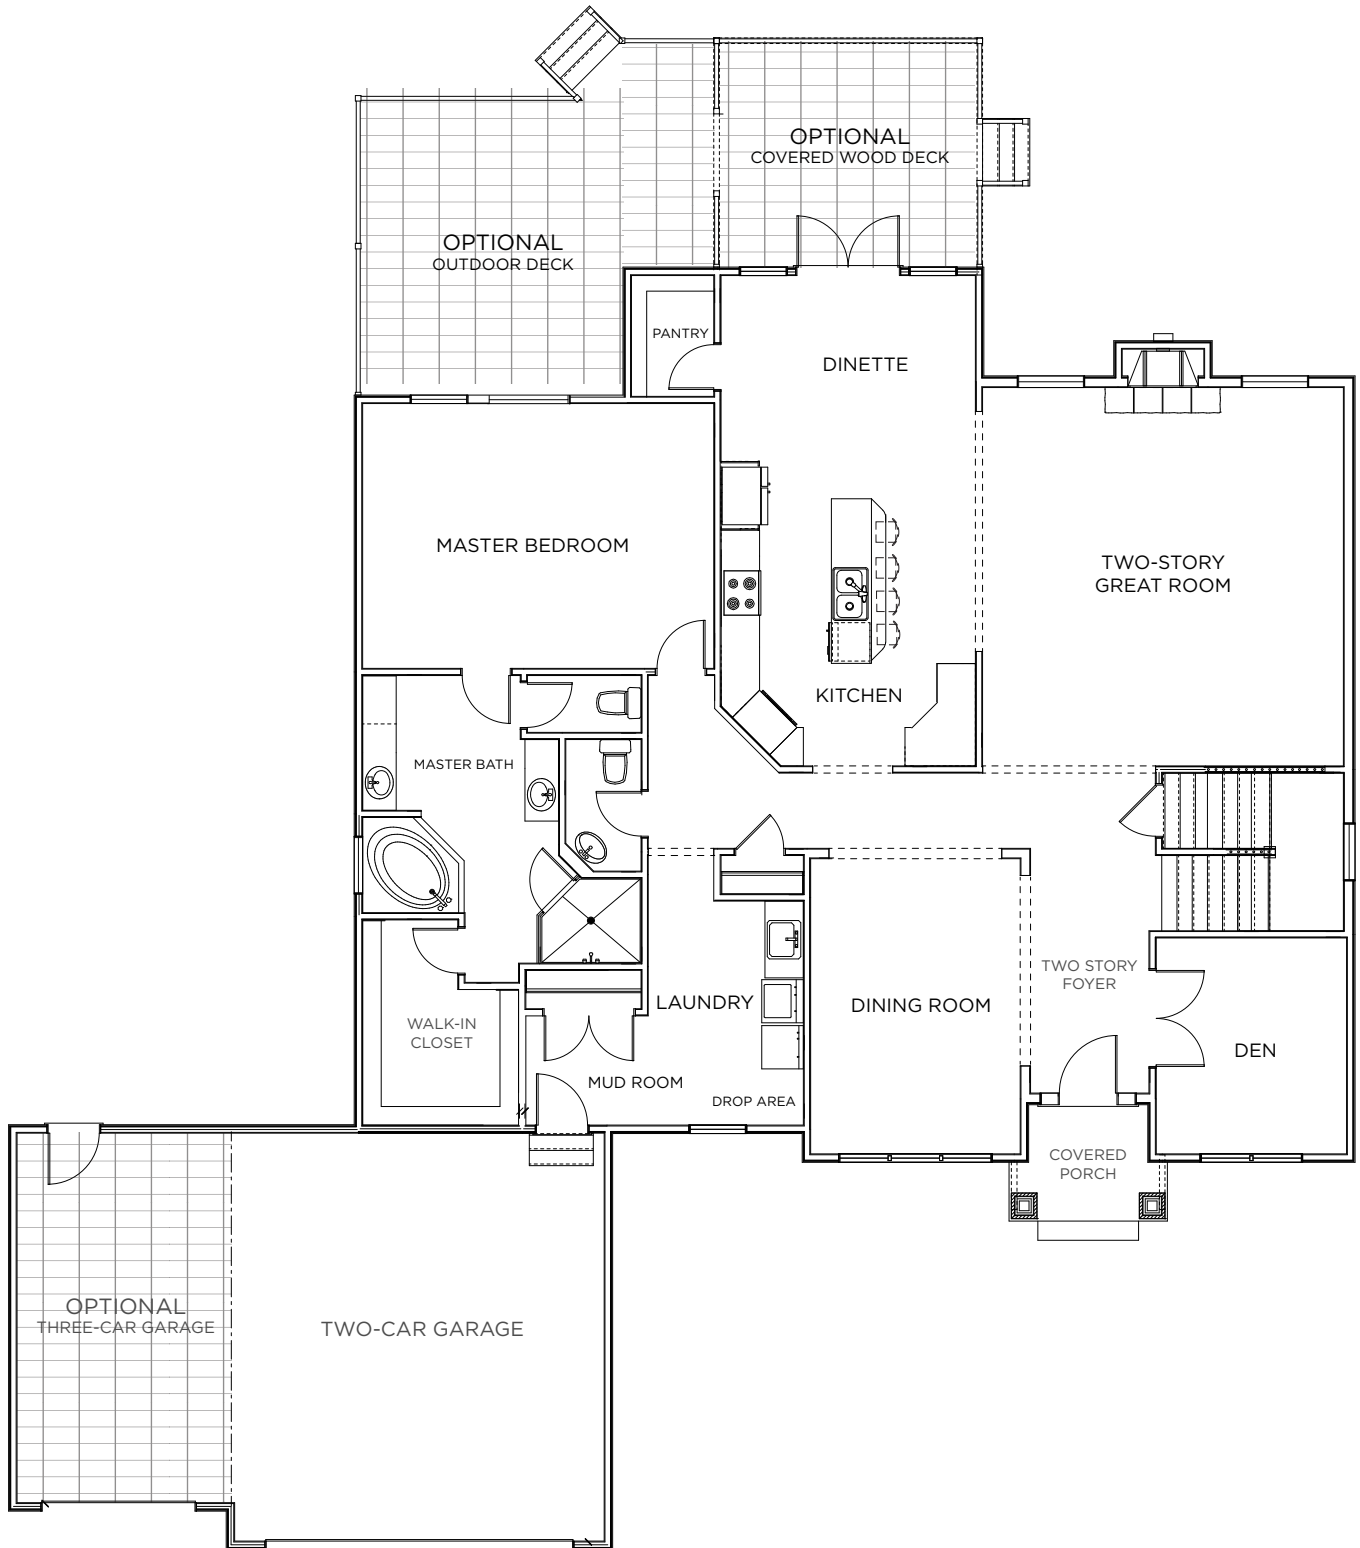 OPTIONAL
COVERED WOOD DECK
OPTIONAL
OUTDOOR DECK
PANTRY
DINETTE
MASTER BEDROOM
TWO-STORY
GREAT ROOM
KITCHEN
MASTER BATH
TWO STORY
FOYER
LAUNDRY
DINING ROOM
WALK-IN
CLOSET
DEN
MUD ROOM
DROP AREA
COVERED
PORCH
OPTIONAL
THREE-CAR GARAGE
TWO-CAR GARAGE